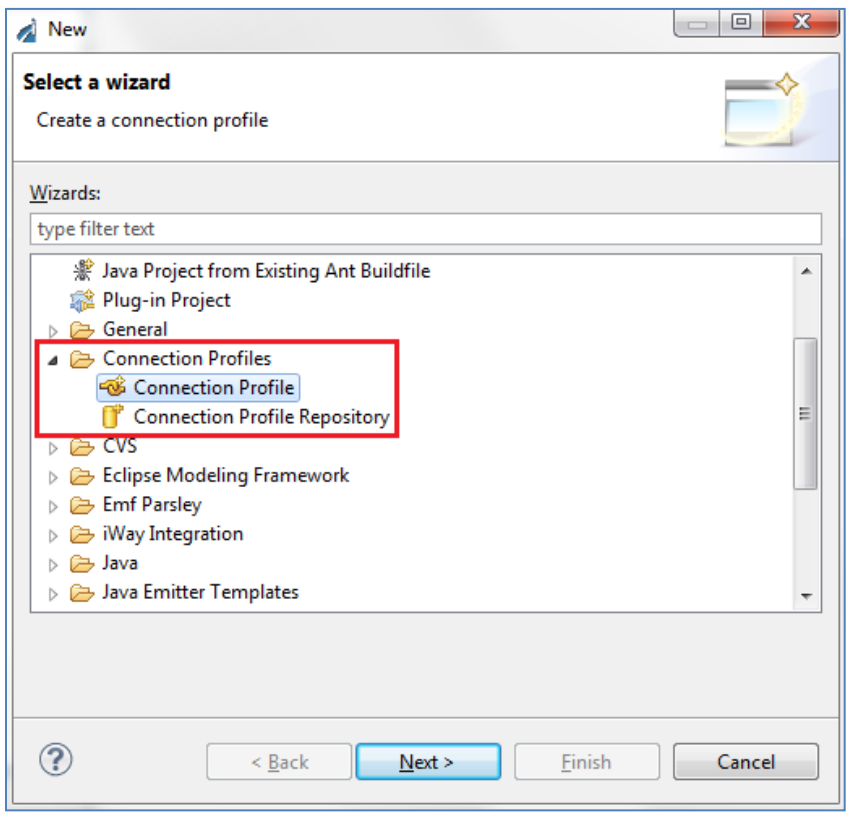 New
Select a wizard
Create a connection profile
Wizards:
type filter text
Java Project from Existing Ant Buildfile
Plug-in Project
General
Connection Profiles
Connection Profile
Connection Profile Repository
CVS
Eclipse Modeling Framework
Emf Parsley
iWay Integration
Java
Java Emitter Templates
? < Back Next > Finish Cancel